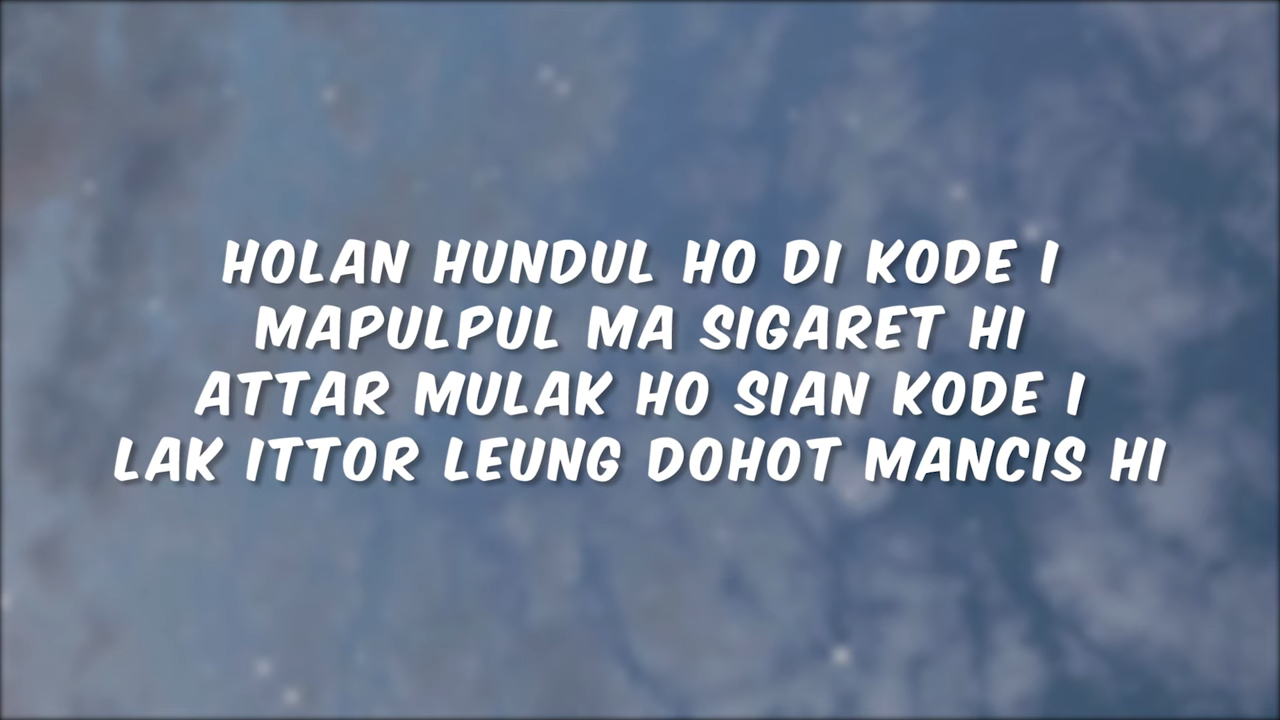 HOLAN HUNDUL HO DI KODE I
MAPULPUL MA SIGARET HI
ATTAR MULAK HO SIAN KODE I
LAK ITTOR LEUNG DOHOT MANCIS HI